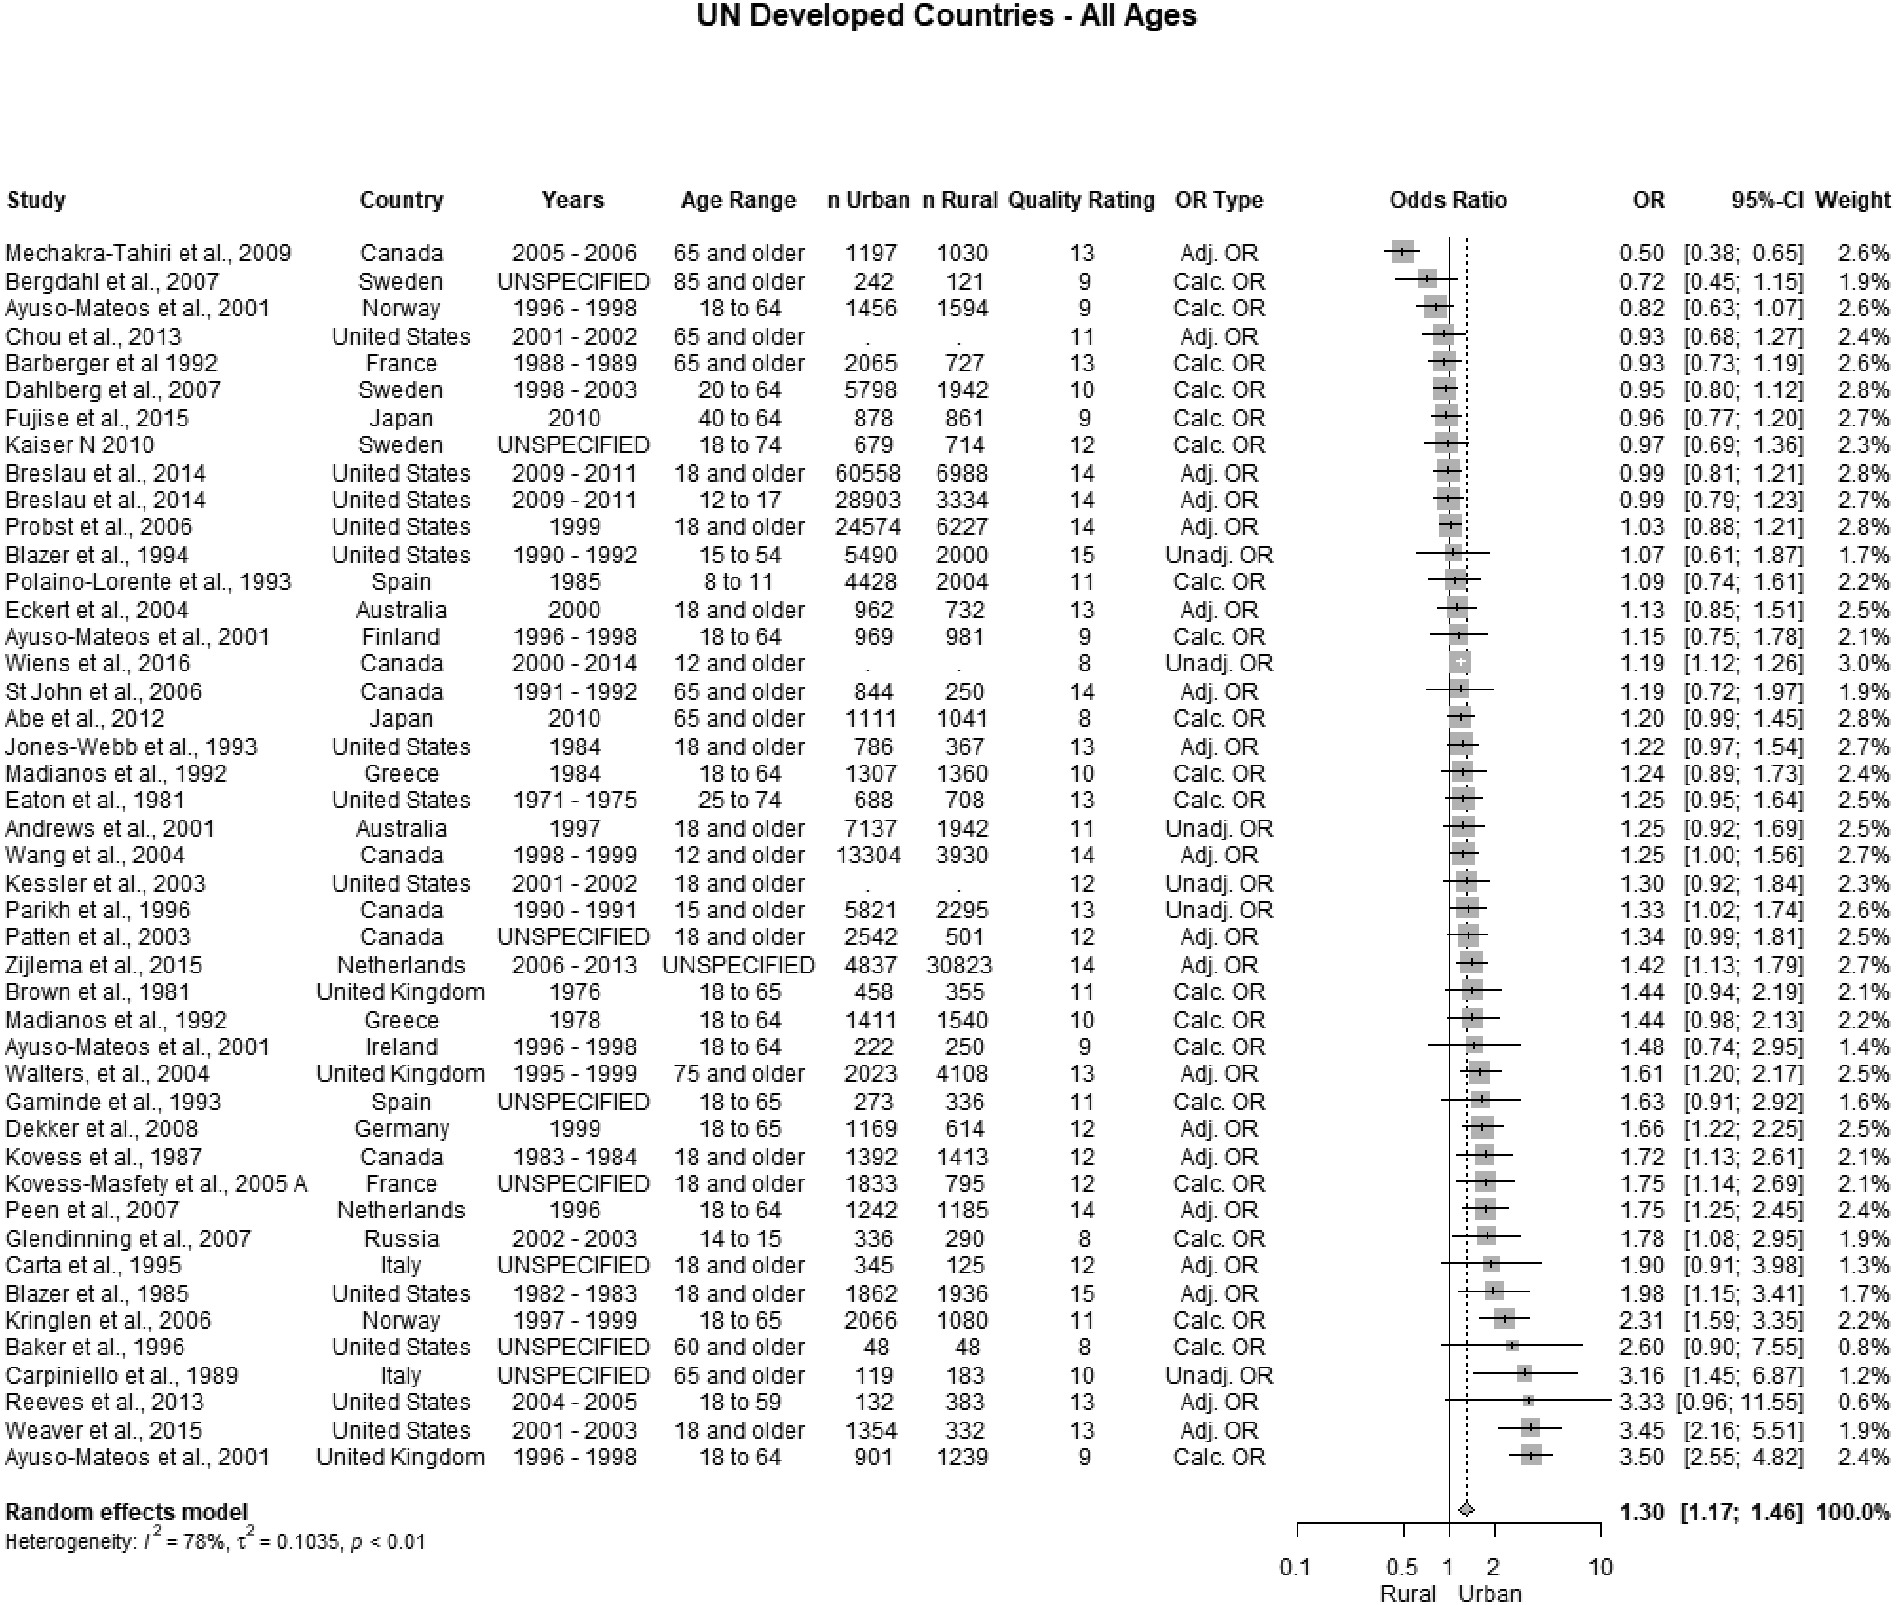 UN Developed Countries - All Ages
Study Country Years Age Range n Urban n Rural Quality Rating OR Type Odds Ratio OR 95%-CI Weight
Mechakra-Tahiri et al., 2009 Canada 2005 - 2006 65 and older 1197 1030 13 Adj. OR 0.50 [0.38; 0.65] 2.6%
Bergdahl et al., 2007 Sweden UNSPECIFIED 85 and older 242 121 9 Calc. OR 0.72 [0.45; 1.15] 1.9%
Ayuso-Mateos et al., 2001 Norway 1996 - 1998 18 to 64 1456 1594 9 Calc. OR 0.82 [0.63; 1.07] 2.6%
Chou et al., 2013 United States 2001 - 2002 65 and older . . 11 Adj. OR 0.93 [0.68; 1.27] 2.4%
Barberger et al 1992 France 1988 - 1989 65 and older 2065 727 13 Calc. OR 0.93 [0.73; 1.19] 2.6%
Dahlberg et al., 2007 Sweden 1998 - 2003 20 to 64 5798 1942 10 Calc. OR 0.95 [0.80; 1.12] 2.8%
Fujise et al., 2015 Japan 2010 40 to 64 878 861 9 Calc. OR 0.96 [0.77; 1.20] 2.7%
Kaiser N 2010 Sweden UNSPECIFIED 18 to 74 679 714 12 Calc. OR 0.97 [0.69; 1.36] 2.3%
Breslau et al., 2014 United States 2009 - 2011 18 and older 60558 6988 14 Adj. OR 0.99 [0.81; 1.21] 2.8%
Breslau et al., 2014 United States 2009 - 2011 12 to 17 28903 3334 14 Adj. OR 0.99 [0.79; 1.23] 2.7%
Probst et al., 2006 United States 1999 18 and older 24574 6227 14 Adj. OR 1.03 [0.88; 1.21] 2.8%
Blazer et al., 1994 United States 1990 - 1992 15 to 54 5490 2000 15 Unadj. OR 1.07 [0.61; 1.87] 1.7%
Polaino-Lorente et al., 1993 Spain 1985 8 to 11 4428 2004 11 Calc. OR 1.09 [0.74; 1.61] 2.2%
Eckert et al., 2004 Australia 2000 18 and older 962 732 13 Adj. OR 1.13 [0.85; 1.51] 2.5%
Ayuso-Mateos et al., 2001 Finland 1996 - 1998 18 to 64 969 981 9 Calc. OR 1.15 [0.75; 1.78] 2.1%
Wiens et al., 2016 Canada 2000 - 2014 12 and older . . 8 Unadj. OR 1.19 [1.12; 1.26] 3.0%
St John et al., 2006 Canada 1991 - 1992 65 and older 844 250 14 Adj. OR 1.19 [0.72; 1.97] 1.9%
Abe et al., 2012 Japan 2010 65 and older 1111 1041 8 Calc. OR 1.20 [0.99; 1.45] 2.8%
Jones-Webb et al., 1993 United States 1984 18 and older 786 367 13 Adj. OR 1.22 [0.97; 1.54] 2.7%
Madianos et al., 1992 Greece 1984 18 to 64 1307 1360 10 Calc. OR 1.24 [0.89; 1.73] 2.4%
Eaton et al., 1981 United States 1971 - 1975 25 to 74 688 708 13 Calc. OR 1.25 [0.95; 1.64] 2.5%
Andrews et al., 2001 Australia 1997 18 and older 7137 1942 11 Unadj. OR 1.25 [0.92; 1.69] 2.5%
Wang et al., 2004 Canada 1998 - 1999 12 and older 13304 3930 14 Adj. OR 1.25 [1.00; 1.56] 2.7%
Kessler et al., 2003 United States 2001 - 2002 18 and older . . 12 Unadj. OR 1.30 [0.92; 1.84] 2.3%
Parikh et al., 1996 Canada 1990 - 1991 15 and older 5821 2295 13 Unadj. OR 1.33 [1.02; 1.74] 2.6%
Patten et al., 2003 Canada UNSPECIFIED 18 and older 2542 501 12 Adj. OR 1.34 [0.99; 1.81] 2.5%
Zijlema et al., 2015 Netherlands 2006 - 2013 UNSPECIFIED 4837 30823 14 Adj. OR 1.42 [1.13; 1.79] 2.7%
Brown et al., 1981 United Kingdom 1976 18 to 65 458 355 11 Calc. OR 1.44 [0.94; 2.19] 2.1%
Madianos et al., 1992 Greece 1978 18 to 64 1411 1540 10 Calc. OR 1.44 [0.98; 2.13] 2.2%
Ayuso-Mateos et al., 2001 Ireland 1996 - 1998 18 to 64 222 250 9 Calc. OR 1.48 [0.74; 2.95] 1.4%
Walters, et al., 2004 United Kingdom 1995 - 1999 75 and older 2023 4108 13 Adj. OR 1.61 [1.20; 2.17] 2.5%
Gaminde et al., 1993 Spain UNSPECIFIED 18 to 65 273 336 11 Calc. OR 1.63 [0.91; 2.92] 1.6%
Dekker et al., 2008 Germany 1999 18 to 65 1169 614 12 Adj. OR 1.66 [1.22; 2.25] 2.5%
Kovess et al., 1987 Canada 1983 - 1984 18 and older 1392 1413 12 Adj. OR 1.72 [1.13; 2.61] 2.1%
Kovess-Masfety et al., 2005 A France UNSPECIFIED 18 and older 1833 795 12 Calc. OR 1.75 [1.14; 2.69] 2.1%
Peen et al., 2007 Netherlands 1996 18 to 64 1242 1185 14 Adj. OR 1.75 [1.25; 2.45] 2.4%
Glendinning et al., 2007 Russia 2002 - 2003 14 to 15 336 290 8 Calc. OR 1.78 [1.08; 2.95] 1.9%
Carta et al., 1995 Italy UNSPECIFIED 18 and older 345 125 12 Adj. OR 1.90 [0.91; 3.98] 1.3%
Blazer et al., 1985 United States 1982 - 1983 18 and older 1862 1936 15 Adj. OR 1.98 [1.15; 3.41] 1.7%
Kringlen et al., 2006 Norway 1997 - 1999 18 to 65 2066 1080 11 Calc. OR 2.31 [1.59; 3.35] 2.2%
Baker et al., 1996 United States UNSPECIFIED 60 and older 48 48 8 Calc. OR 2.60 [0.90; 7.55] 0.8%
Carpiniello et al., 1989 Italy UNSPECIFIED 65 and older 119 183 10 Unadj. OR 3.16 [1.45; 6.87] 1.2%
Reeves et al., 2013 United States 2004 - 2005 18 to 59 132 383 13 Adj. OR 3.33 [0.96; 11.55] 0.6%
Weaver et al., 2015 United States 2001 - 2003 18 and older 1354 332 13 Adj. OR 3.45 [2.16; 5.51] 1.9%
Ayuso-Mateos et al., 2001 United Kingdom 1996 - 1998 18 to 64 901 1239 9 Calc. OR 3.50 [2.55; 4.82] 2.4%
Random effects model 1.30 [1.17; 1.46] 100.0%
Heterogeneity: I² = 78%, τ² = 0.1035, p < 0.01
0.1 0.5 1 2 10
Rural Urban